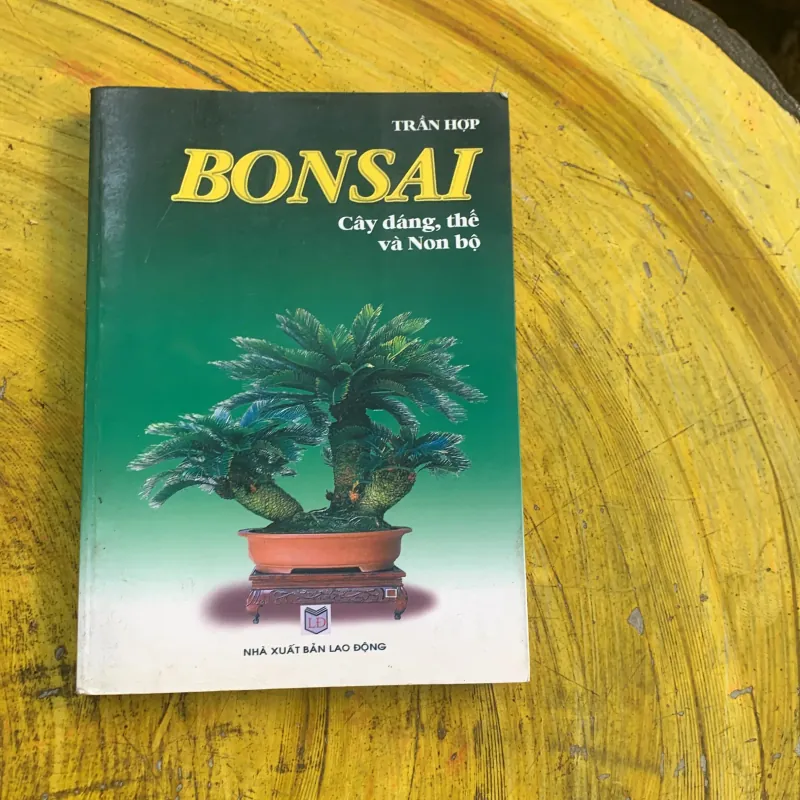 TRẦN HỢP
BONSAI
Cây dáng, thế
và Non bộ
LĐ
NHÀ XUẤT BẢN LAO ĐỘNG